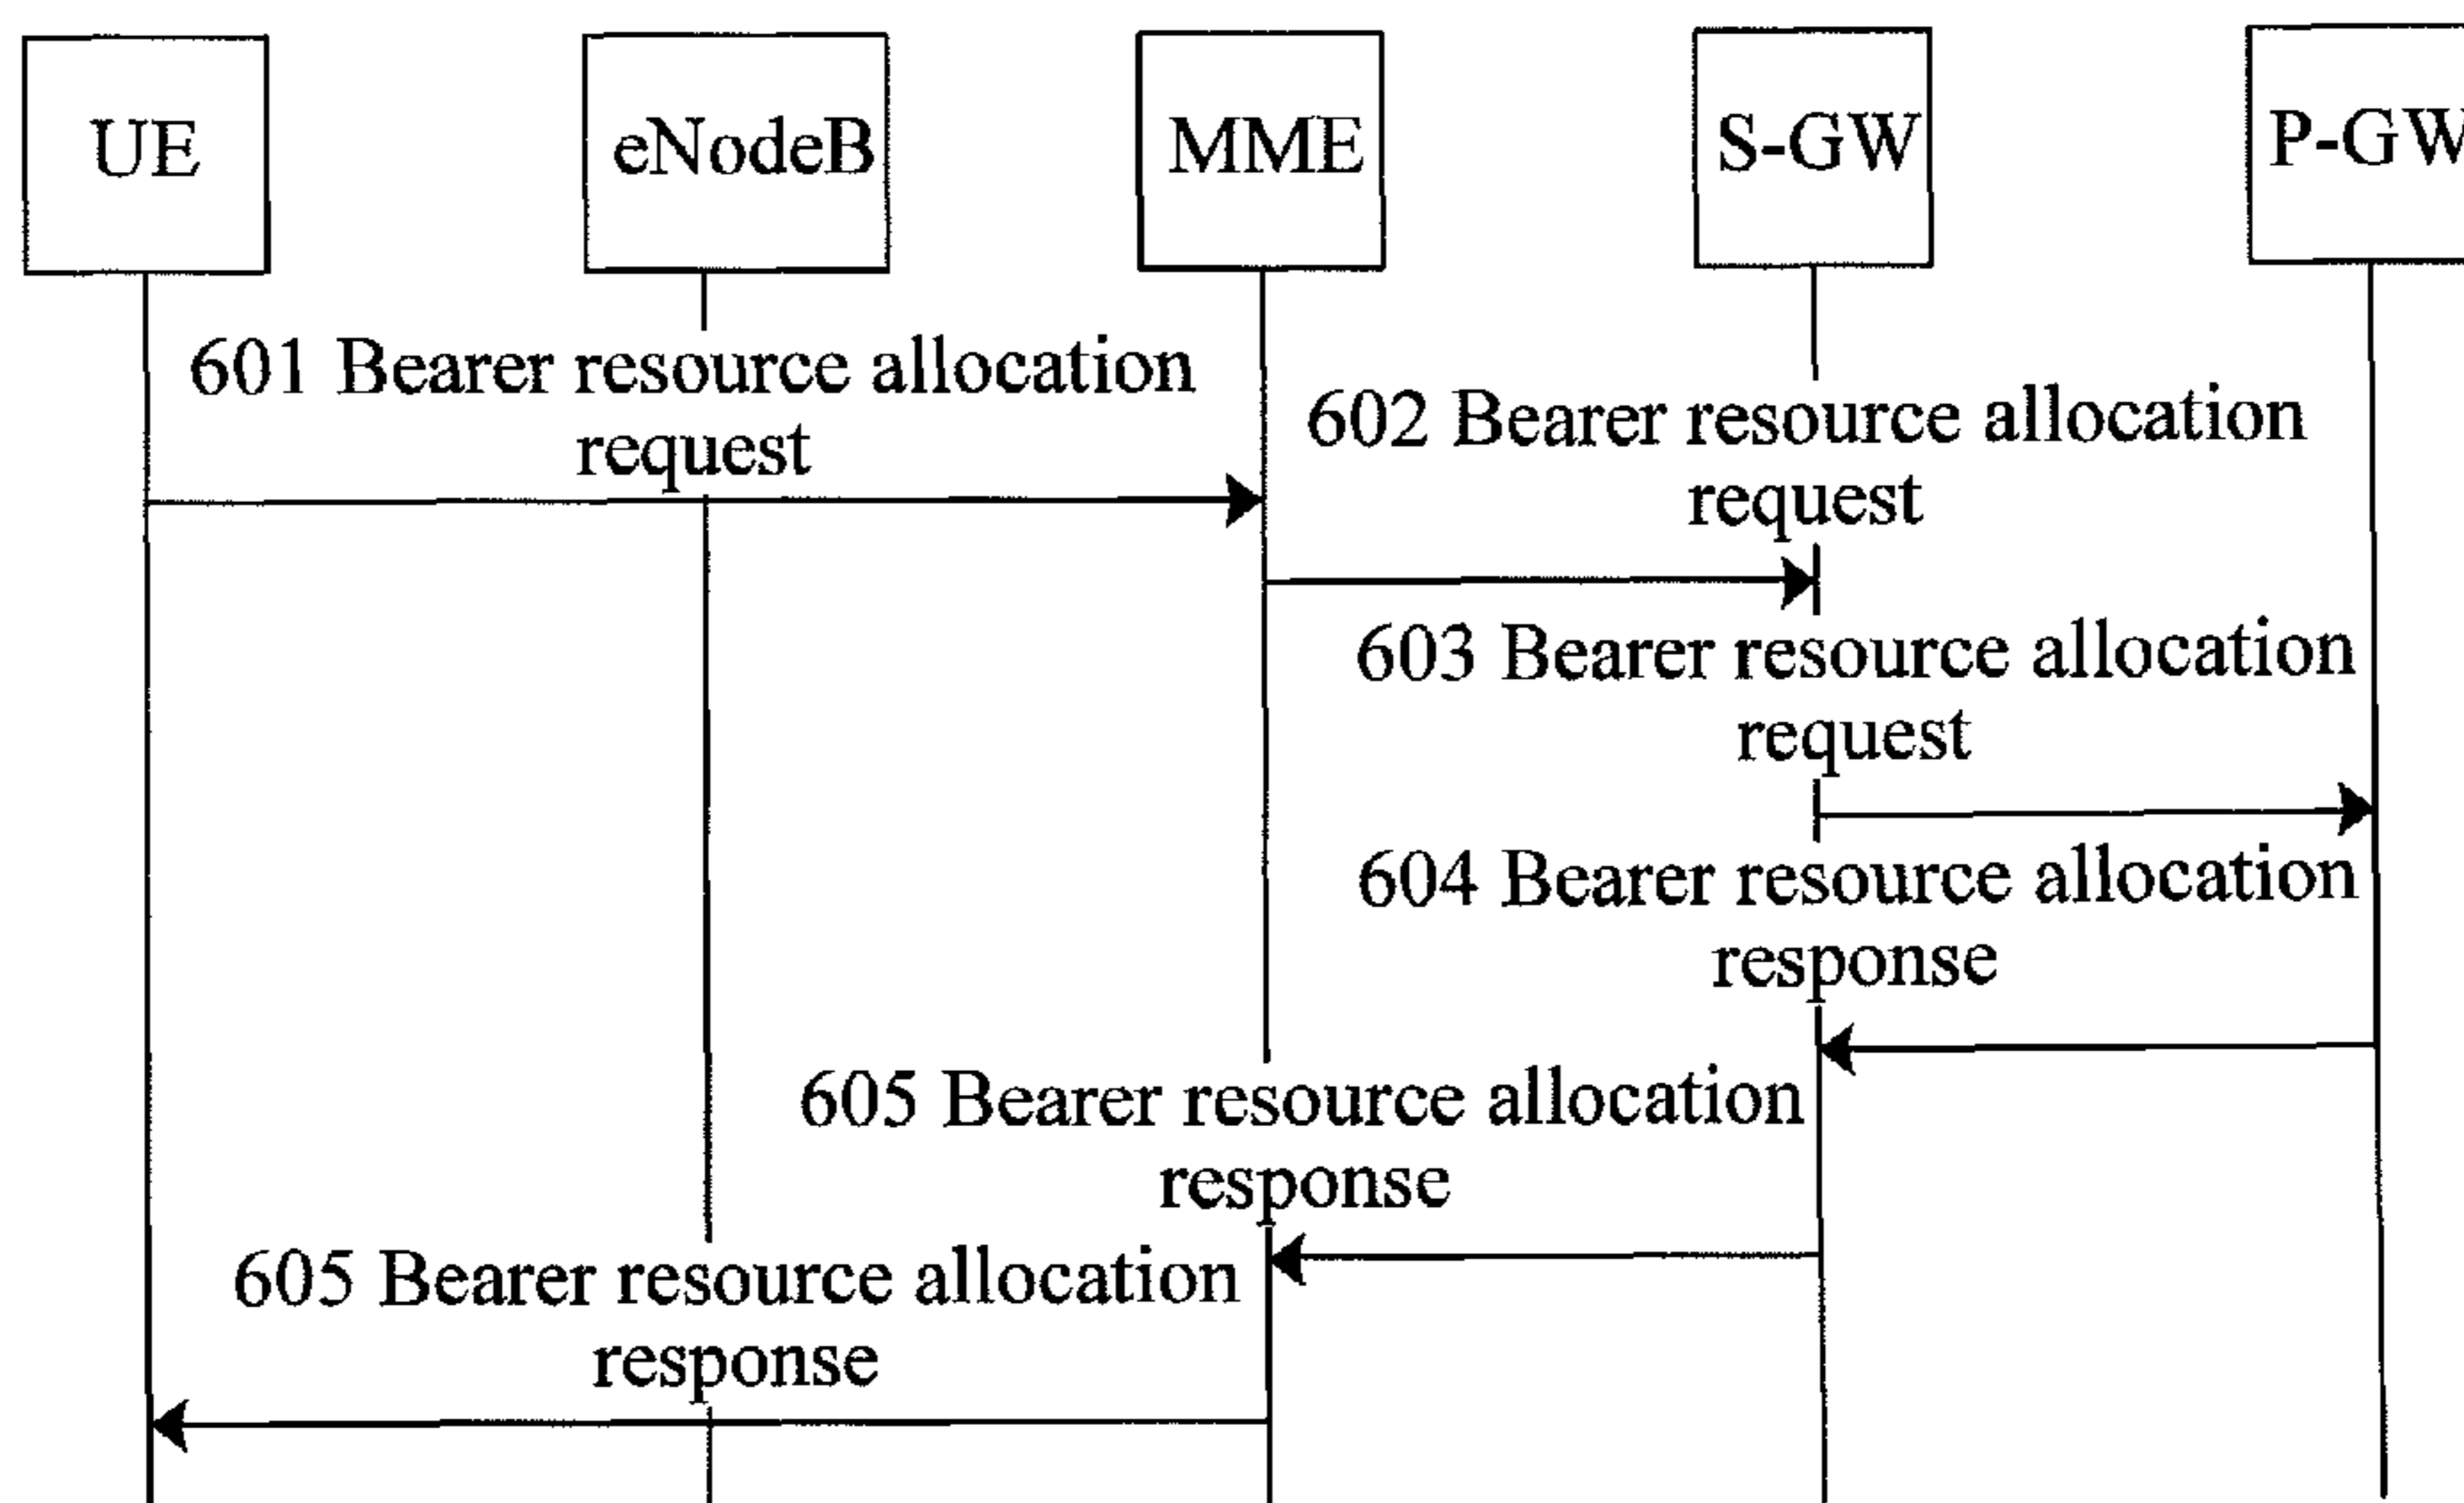 UE
eNodeB
MME
S-GW
P-GW
601 Bearer resource allocation
request
602 Bearer resource allocation
request
603 Bearer resource allocation
request
604 Bearer resource allocation
response
605 Bearer resource allocation
response
605 Bearer resource allocation
response